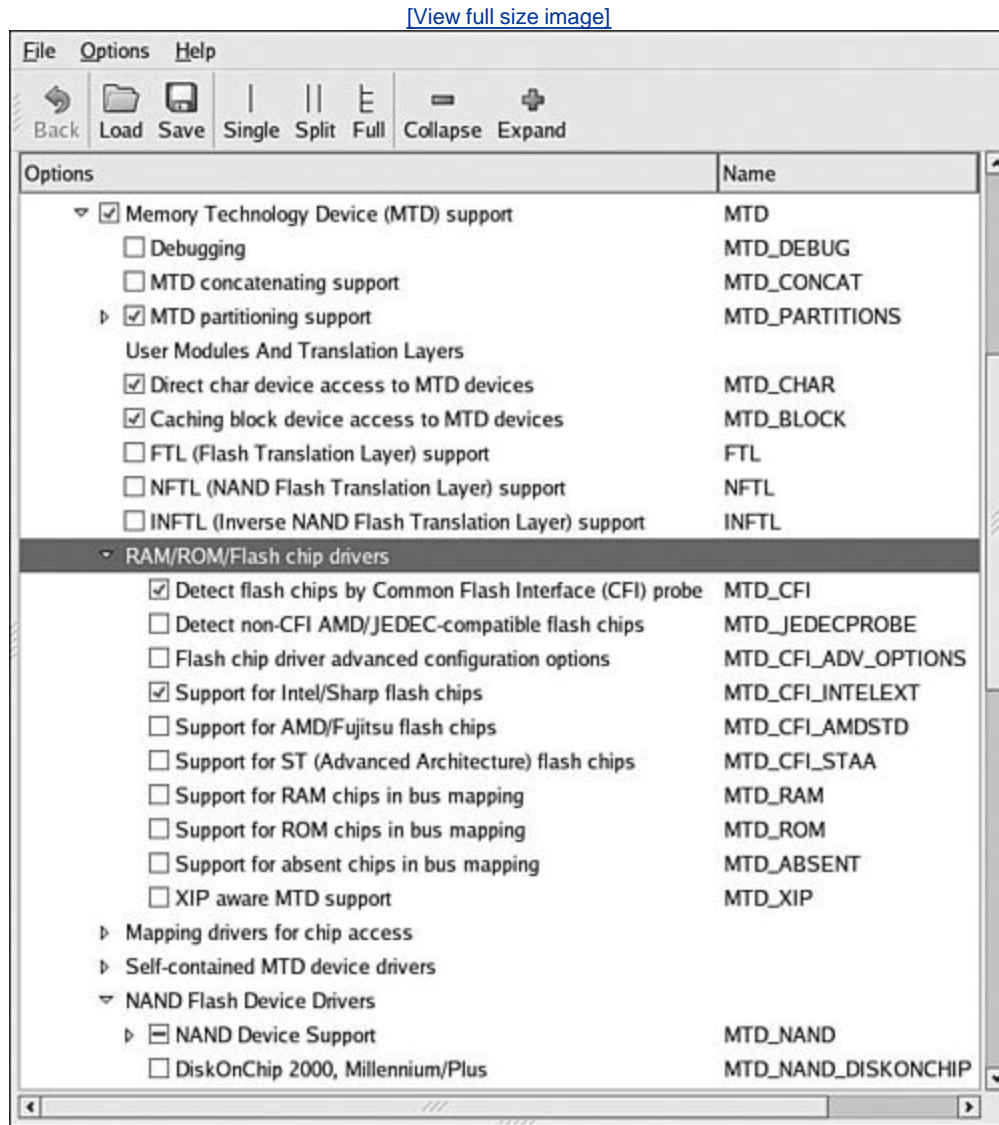 [View full size image]
File Options Help
Back Load Save Single Split Full Collapse Expand
Options Name
Memory Technology Device (MTD) support MTD
Debugging MTD_DEBUG
MTD concatenating support MTD_CONCAT
MTD partitioning support MTD_PARTITIONS
User Modules And Translation Layers
Direct char device access to MTD devices MTD_CHAR
Caching block device access to MTD devices MTD_BLOCK
FTL (Flash Translation Layer) support FTL
NFTL (NAND Flash Translation Layer) support NFTL
INFTL (Inverse NAND Flash Translation Layer) support INFTL
RAM/ROM/Flash chip drivers
Detect flash chips by Common Flash Interface (CFI) probe MTD_CFI
Detect non-CFI AMD/JEDEC-compatible flash chips MTD_JEDECPROBE
Flash chip driver advanced configuration options MTD_CFI_ADV_OPTIONS
Support for Intel/Sharp flash chips MTD_CFI_INTELEXT
Support for AMD/Fujitsu flash chips MTD_CFI_AMDSTD
Support for ST (Advanced Architecture) flash chips MTD_CFI_STAA
Support for RAM chips in bus mapping MTD_RAM
Support for ROM chips in bus mapping MTD_ROM
Support for absent chips in bus mapping MTD_ABSENT
XIP aware MTD support MTD_XIP
Mapping drivers for chip access
Self-contained MTD device drivers
NAND Flash Device Drivers
NAND Device Support MTD_NAND
DiskOnChip 2000, Millennium/Plus MTD_NAND_DISKONCHIP